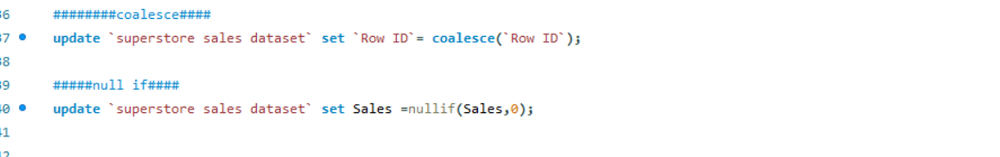 36 ########coalesce####
37 update `superstore sales dataset` set `Row ID`= coalesce(`Row ID`);
38
39 #####null if####
40 update `superstore sales dataset` set Sales =nullif(Sales,0);
41
42